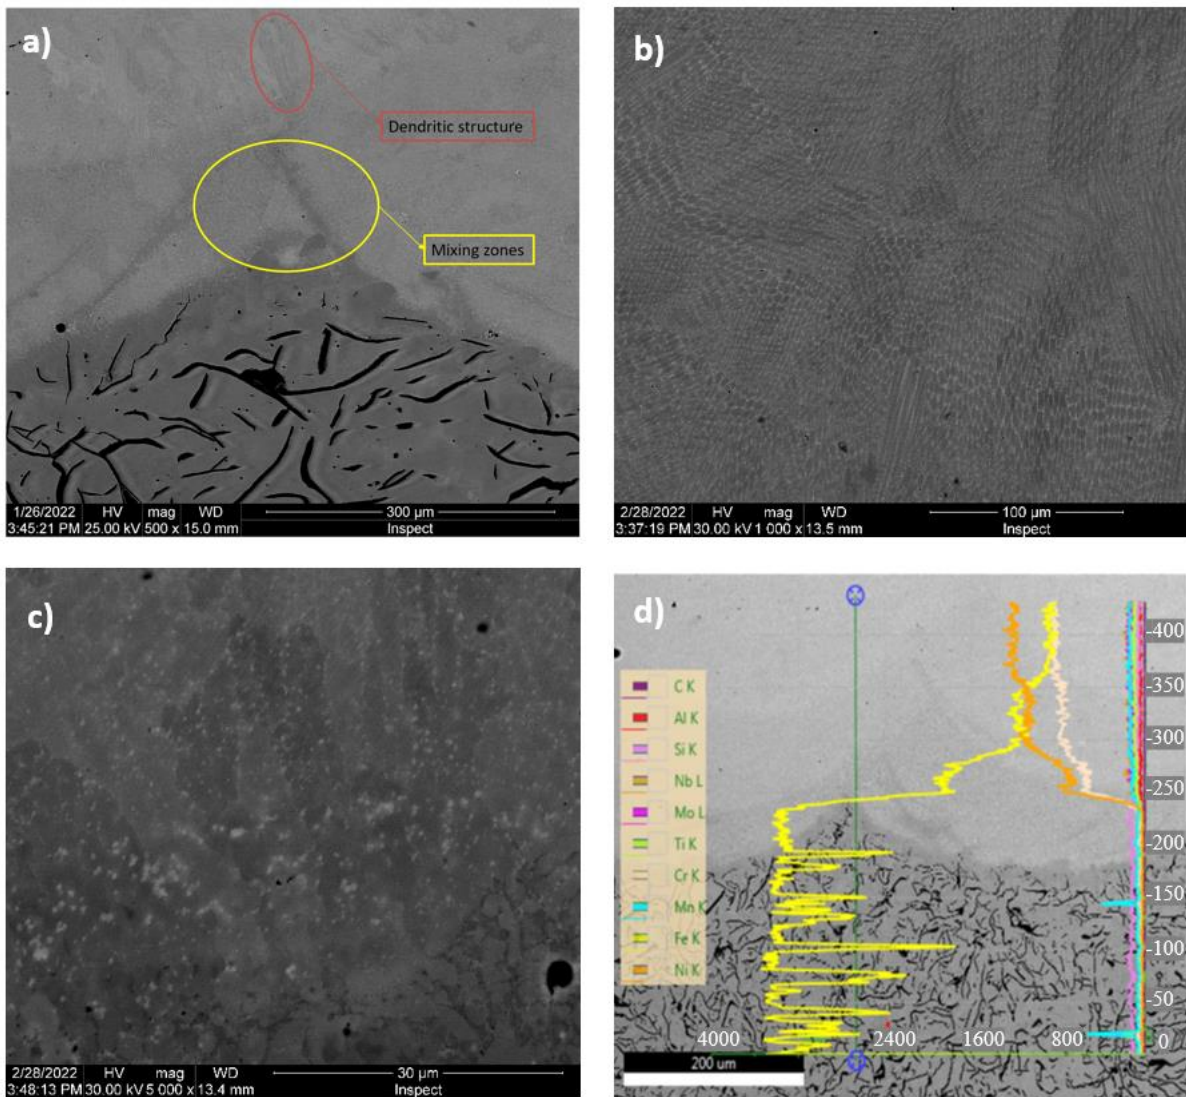 a)
Dendritic structure
Mixing zones
1/26/2022 HV mag WD 300 µm
3:45:21 PM 25.00 kV 500 x 15.0 mm Inspect
b)
2/28/2022 HV mag WD 100 µm
3:37:19 PM 30.00 kV 1 000 x 13.5 mm Inspect
c)
2/28/2022 HV mag WD 30 µm
3:48:13 PM 30.00 kV 5 000 x 13.4 mm Inspect
d)
C K
Al K
Si K
Nb L
Mo L
Ti K
Cr K
Mn K
Fe K
Ni K
-400
-350
-300
-250
-200
-150
-100
-50
0
4000 2400 1600 800
200 um